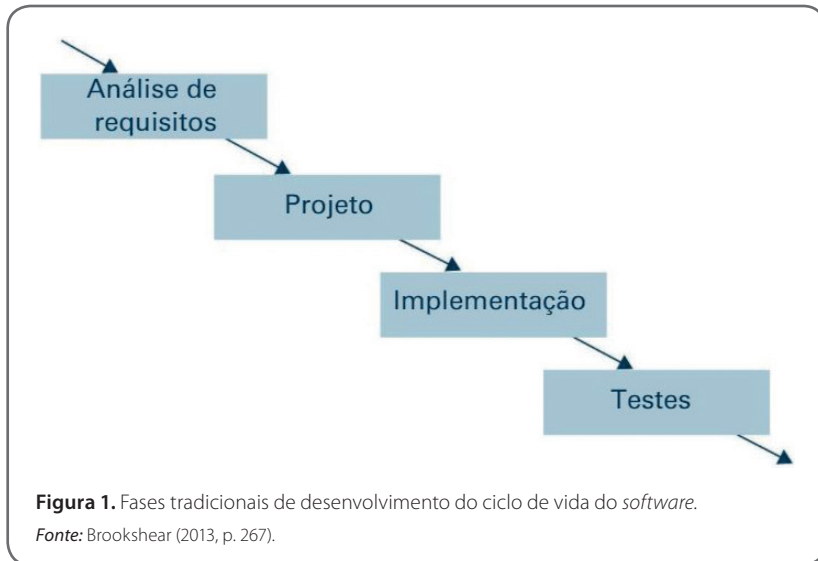 Análise de
requisitos
Projeto
Implementação
Testes
Figura 1. Fases tradicionais de desenvolvimento do ciclo de vida do software.
Fonte: Brookshear (2013, p. 267).